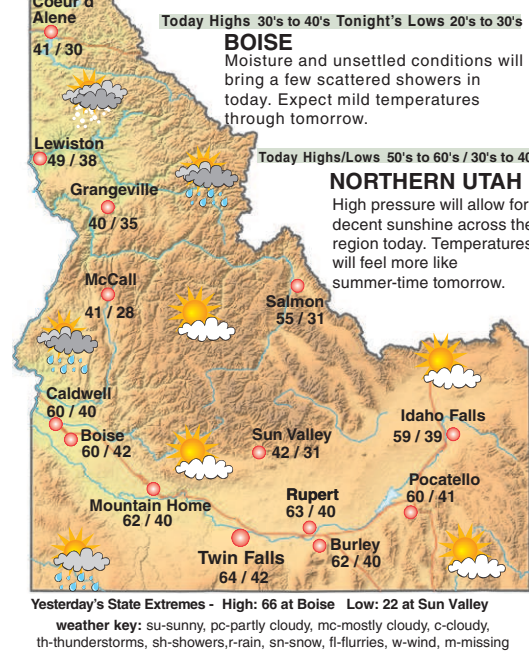 Coeur d'
Alene
41 / 30
Today Highs 30's to 40's Tonight's Lows 20's to 30's
BOISE
Moisture and unsettled conditions will
bring a few scattered showers in
today. Expect mild temperatures
through tomorrow.
Lewiston
49 / 38
Today Highs/Lows 50's to 60's / 30's to 40
NORTHERN UTAH
High pressure will allow for
decent sunshine across the
region today. Temperatures
will feel more like
summer-time tomorrow.
Grangeville
40 / 35
McCall
41 / 28
Salmon
55 / 31
Caldwell
60 / 40
Boise
60 / 42
Sun Valley
42 / 31
Idaho Falls
59 / 39
Pocatello
60 / 41
Mountain Home
62 / 40
Rupert
63 / 40
Burley
62 / 40
Twin Falls
64 / 42
Yesterday's State Extremes - High: 66 at Boise Low: 22 at Sun Valley
weather key: su-sunny, pc-partly cloudy, mc-mostly cloudy, c-cloudy,
th-thunderstorms, sh-showers,r-rain, sn-snow, fl-flurries, w-wind, m-missing